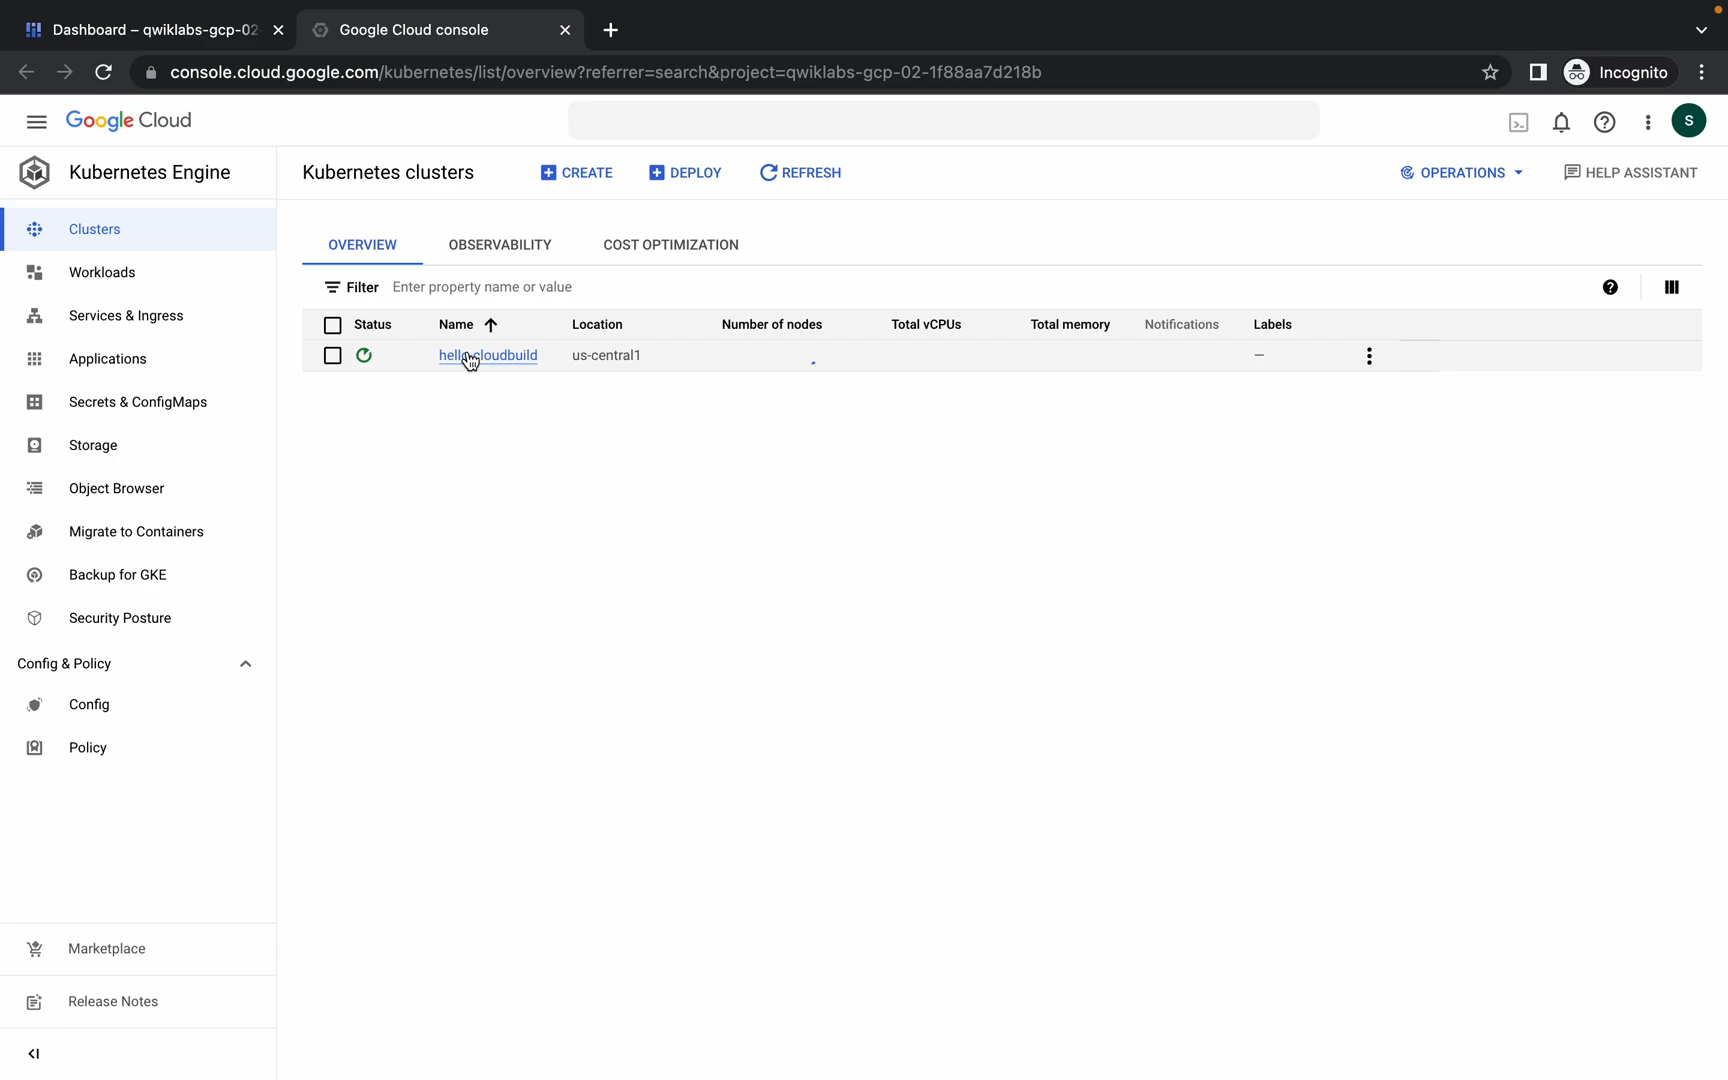 Dashboard – qwiklabs-gcp-02
Google Cloud console
console.cloud.google.com/kubernetes/list/overview?referrer=search&project=qwiklabs-gcp-02-1f88aa7d218b
Incognito
Google Cloud
S
Kubernetes Engine
Kubernetes clusters
CREATE
DEPLOY
REFRESH
OPERATIONS
HELP ASSISTANT
Clusters
Workloads
Services & Ingress
Applications
Secrets & ConfigMaps
Storage
Object Browser
Migrate to Containers
Backup for GKE
Security Posture
Config & Policy
Config
Policy
Marketplace
Release Notes
OVERVIEW
OBSERVABILITY
COST OPTIMIZATION
Filter Enter property name or value
Status Name Location Number of nodes Total vCPUs Total memory Notifications Labels
hello-cloudbuild us-central1 –